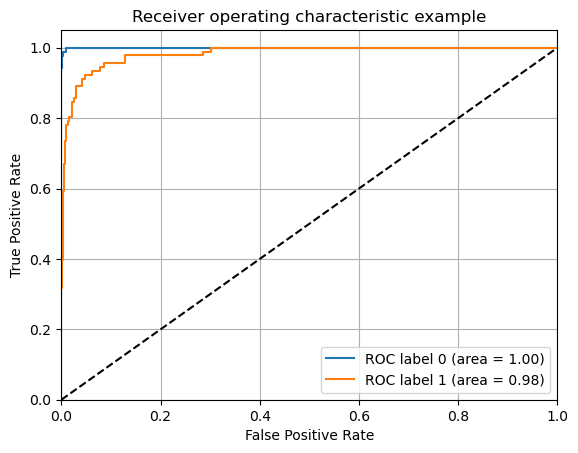 Receiver operating characteristic example
True Positive Rate
1.0
0.8
0.6
0.4
0.2
0.0
ROC label 0 (area = 1.00)
ROC label 1 (area = 0.98)
0.0 0.2 0.4 0.6 0.8 1.0
False Positive Rate